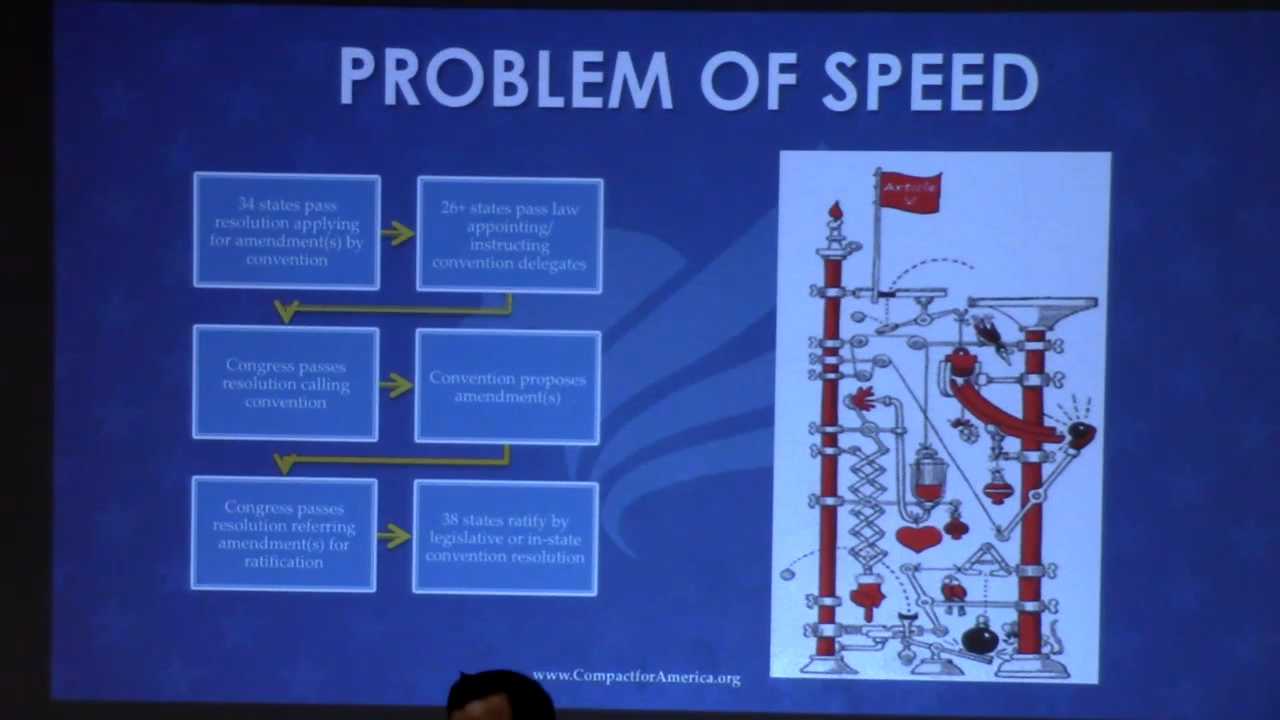 PROBLEM OF SPEED
34 states pass
resolution applying
for amendment(s) by
convention
26+ states pass law
appointing/
instructing
convention delegates
Congress passes
resolution calling
convention
Convention proposes
amendment(s)
Congress passes
resolution referring
amendment(s) for
ratification
38 states ratify by
legislative or in-state
convention resolution
Article
V
www.CompactforAmerica.org